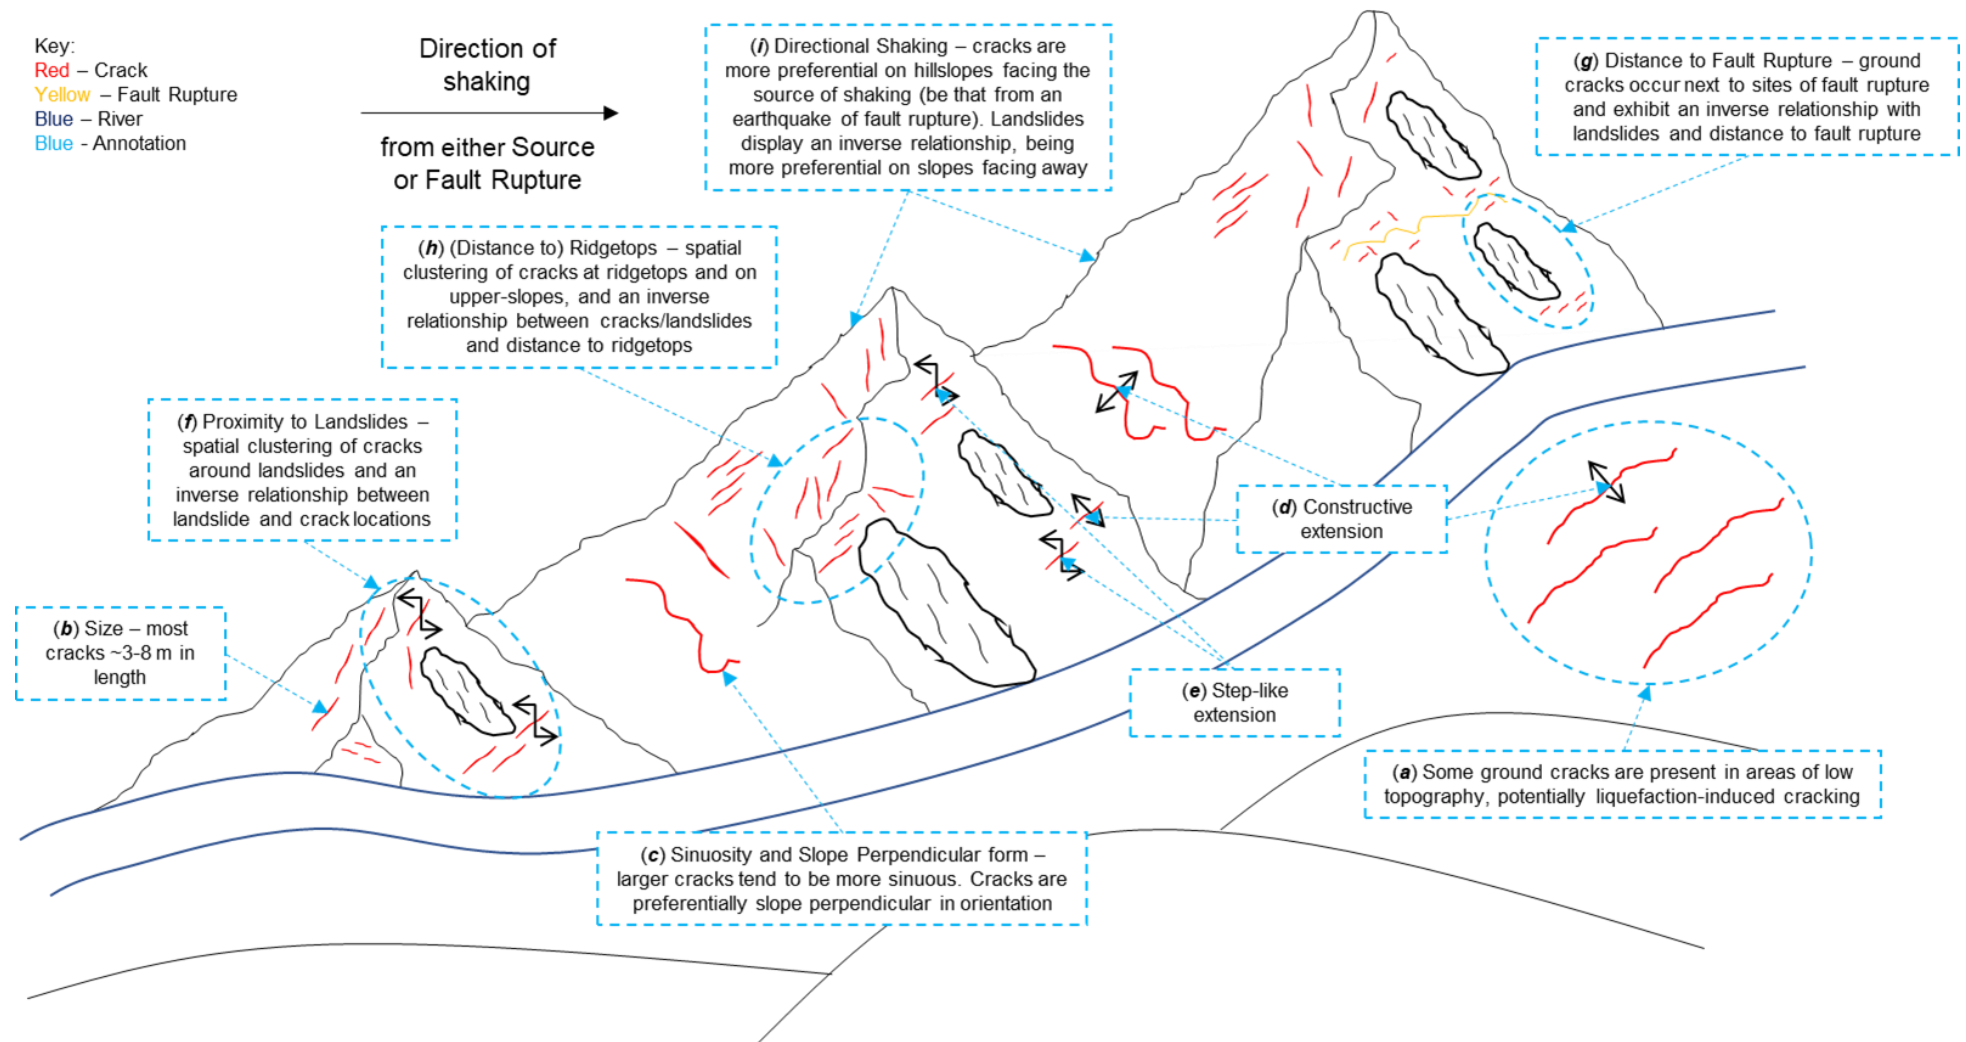 Key:
Red – Crack
Yellow – Fault Rupture
Blue – River
Blue - Annotation
Direction of
shaking
from either Source
or Fault Rupture
(i) Directional Shaking – cracks are
more preferential on hillslopes facing the
source of shaking (be that from an
earthquake of fault rupture). Landslides
display an inverse relationship, being
more preferential on slopes facing away
(g) Distance to Fault Rupture – ground
cracks occur next to sites of fault rupture
and exhibit an inverse relationship with
landslides and distance to fault rupture
(h) (Distance to) Ridgetops – spatial
clustering of cracks at ridgetops and on
upper-slopes, and an inverse
relationship between cracks/landslides
and distance to ridgetops
(f) Proximity to Landslides –
spatial clustering of cracks
around landslides and an
inverse relationship between
landslide and crack locations
(d) Constructive
extension
(b) Size – most
cracks ~3-8 m in
length
(e) Step-like
extension
(a) Some ground cracks are present in areas of low
topography, potentially liquefaction-induced cracking
(c) Sinuosity and Slope Perpendicular form –
larger cracks tend to be more sinuous. Cracks are
preferentially slope perpendicular in orientation